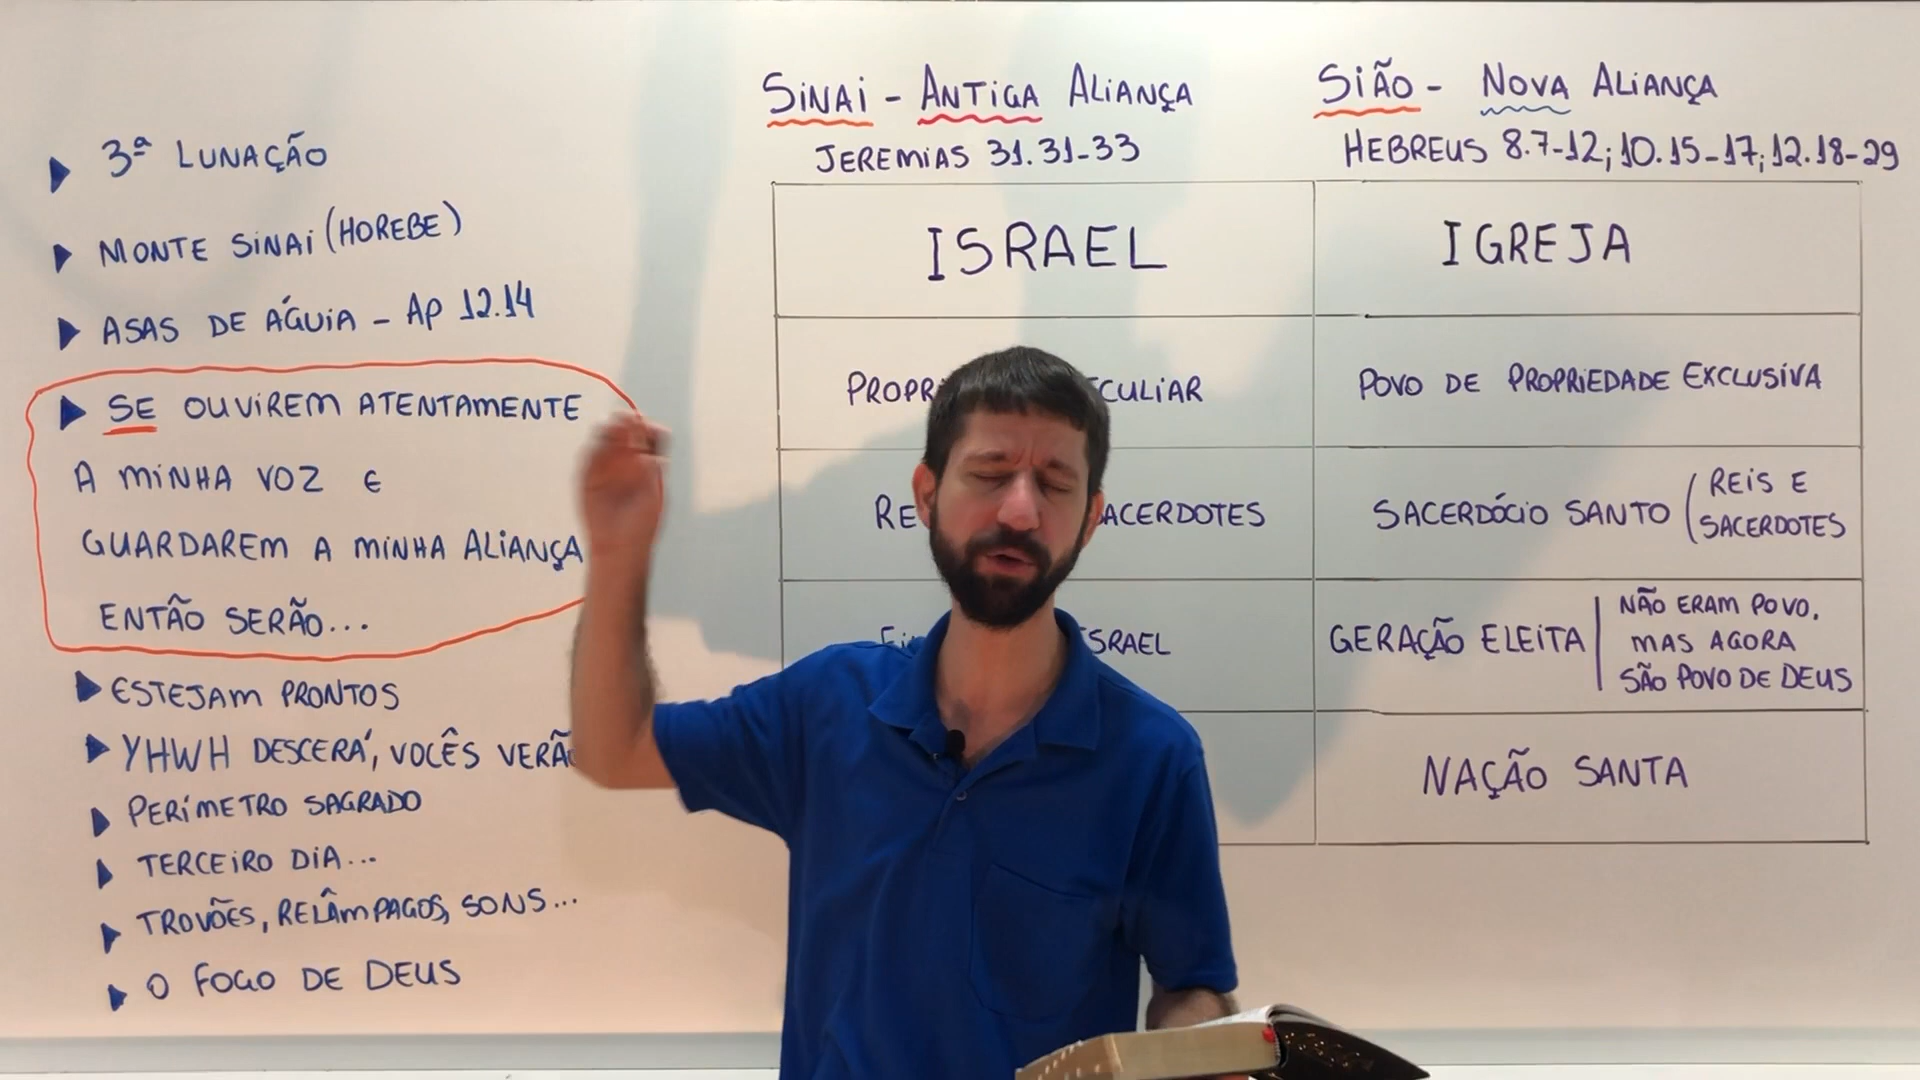 ▶ 3ª LUNAÇÃO
▶ MONTE SINAI (HOREBE)
▶ ASAS DE ÁGUIA - AP 12.14
▶ SE OUVIREM ATENTAMENTE
A MINHA VOZ E
GUARDAREM A MINHA ALIANÇA
ENTÃO SERÃO...
▶ ESTEJAM PRONTOS
▶ YHWH DESCERÁ, VOCÊS
▶ PERÍMETRO SAGRADO
▶ TERCEIRO DIA...
▶ TROVÕES, RELÂMPAGOS, SONS...
▶ O FOGO DE DEUS
SINAI - ANTIGA ALIANÇA
JEREMIAS 31.31-33
ISRAEL
SIÃO - NOVA ALIANÇA
HEBREUS 8.7-12; 10.15-17; 12.18-29
IGREJA
POVO DE PROPRIEDADE EXCLUSIVA
SACERDOTES
SACERDÓCIO SANTO (REIS E
SACERDOTES
ISRAEL
GERAÇÃO ELEITA | NÃO ERAM POVO,
MAS AGORA
SÃO POVO DE DEUS
NAÇÃO SANTA